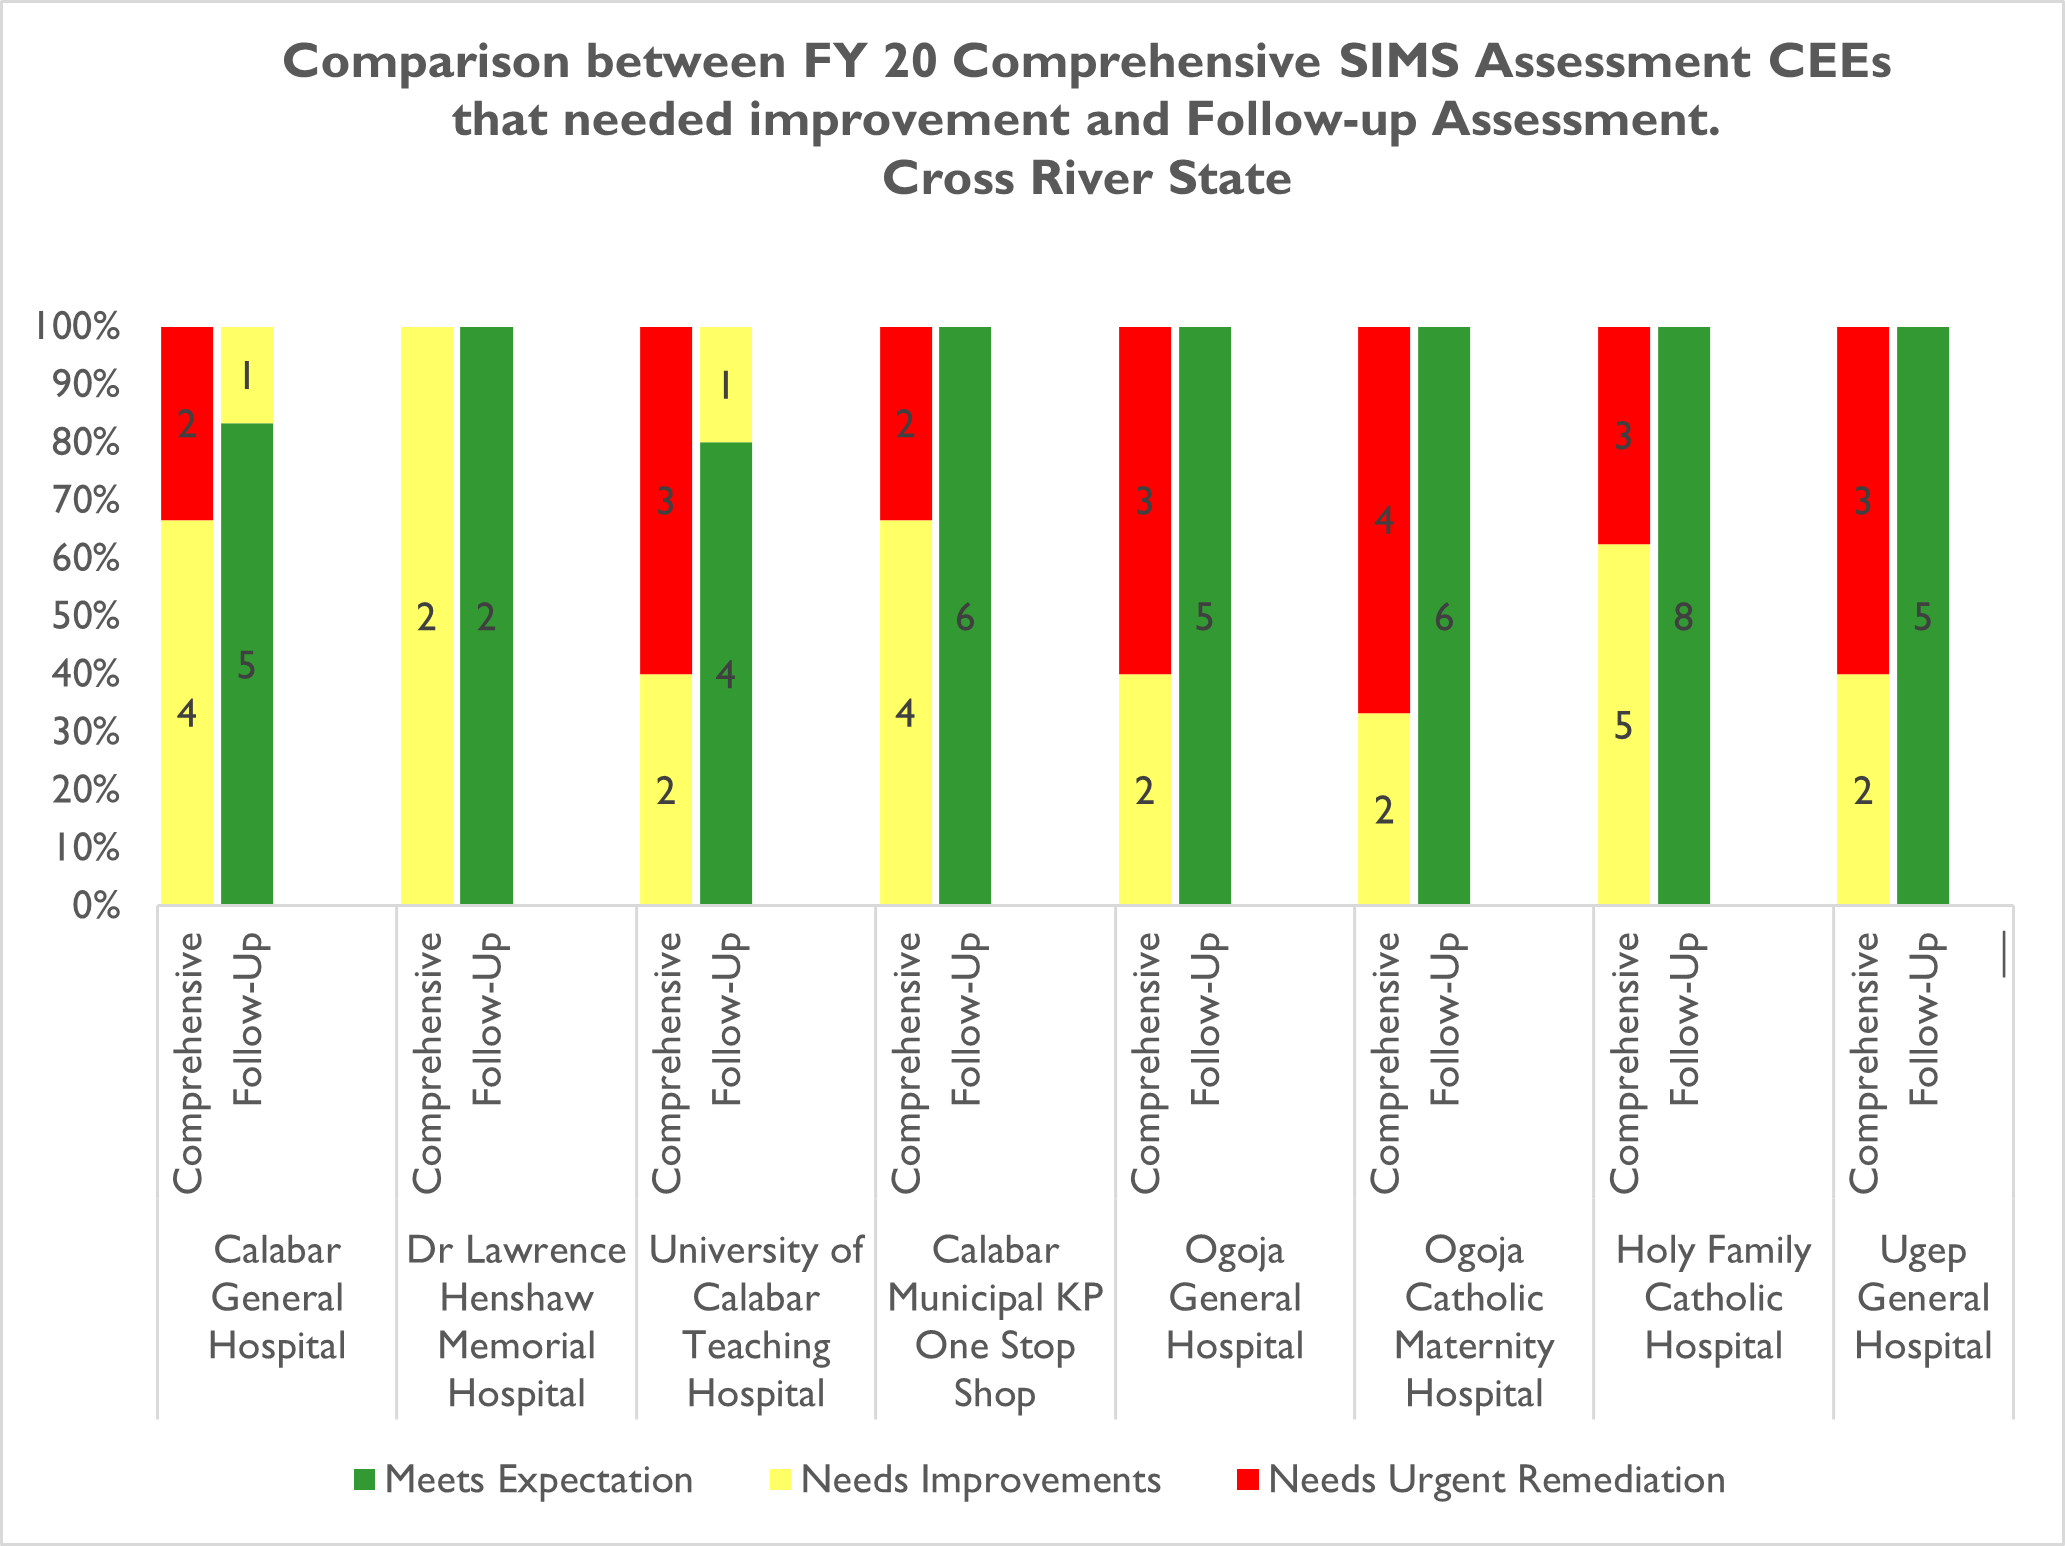 Comparison between FY 20 Comprehensive SIMS Assessment CEEs
that needed improvement and Follow-up Assessment.
Cross River State
100%
90%
80%
70%
60%
50%
40%
30%
20%
10%
0%
2
4
1
5
2
2
3
2
1
4
2
4
6
3
2
5
4
2
6
3
5
8
3
2
5
Comprehensive
Follow-Up
Comprehensive
Follow-Up
Comprehensive
Follow-Up
Comprehensive
Follow-Up
Comprehensive
Follow-Up
Comprehensive
Follow-Up
Comprehensive
Follow-Up
Comprehensive
Follow-Up
Calabar
General
Hospital
Dr Lawrence
Henshaw
Memorial
Hospital
University of
Calabar
Teaching
Hospital
Calabar
Municipal KP
One Stop
Shop
Ogoja
General
Hospital
Ogoja
Catholic
Maternity
Hospital
Holy Family
Catholic
Hospital
Ugep
General
Hospital
Meets Expectation
Needs Improvements
Needs Urgent Remediation